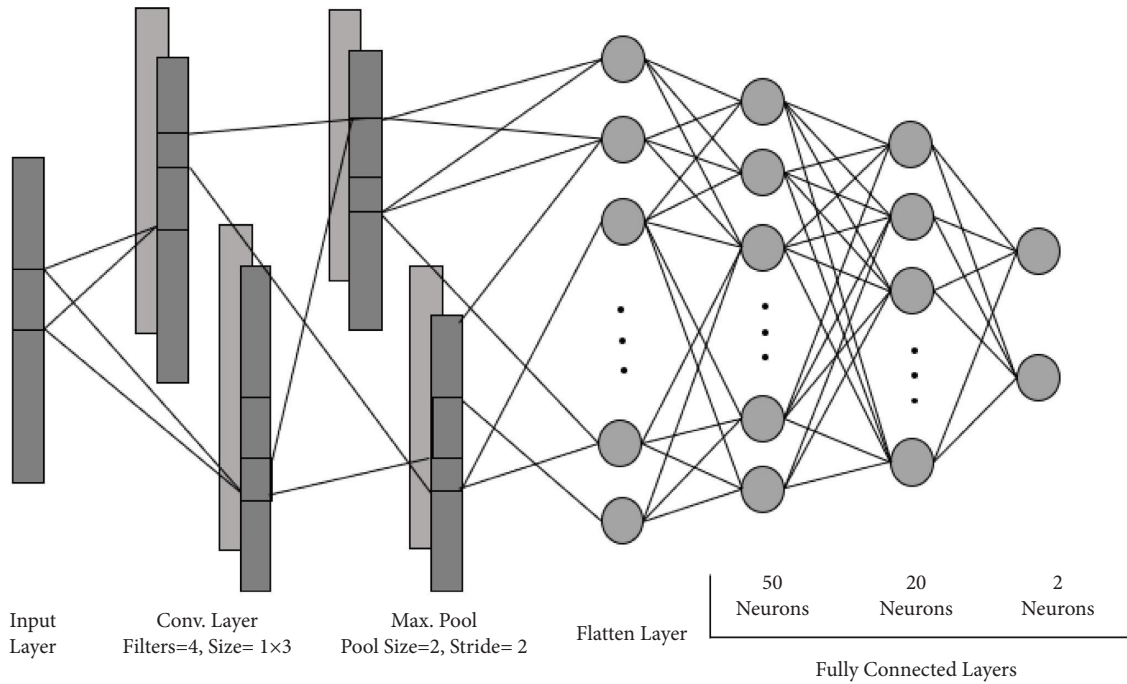 Input
Layer
Conv. Layer
Filters=4, Size= 1×3
Max. Pool
Pool Size=2, Stride= 2
Flatten Layer
50
Neurons
20
Neurons
2
Neurons
Fully Connected Layers